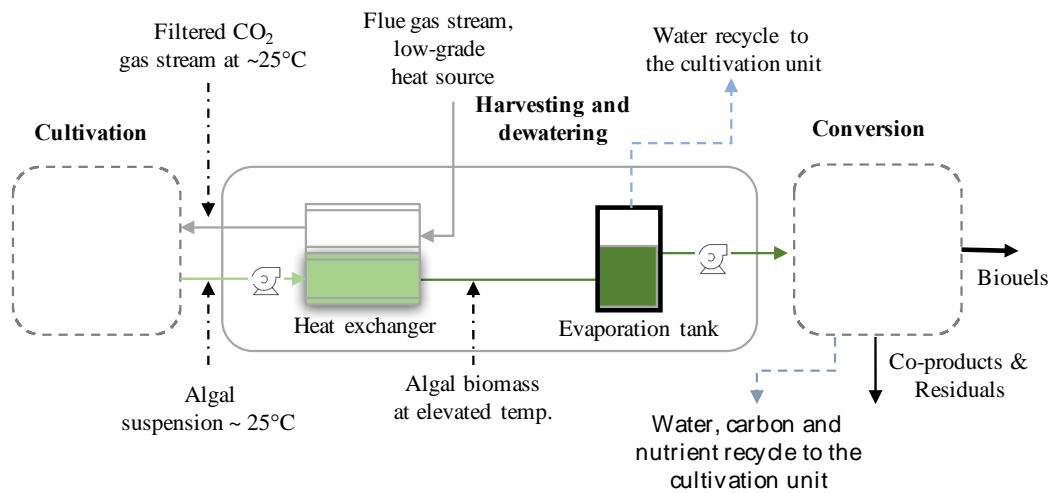 Filtered CO₂
gas stream at ~25°C
Flue gas stream,
low-grade
heat source
Water recycle to
the cultivation unit
Cultivation
Harvesting and
dewatering
Conversion
Heat exchanger
Evaporation tank
Biouels
Algal
suspension ~ 25°C
Algal biomass
at elevated temp.
Co-products &
Residuals
Water, carbon and
nutrient recycle to the
cultivation unit